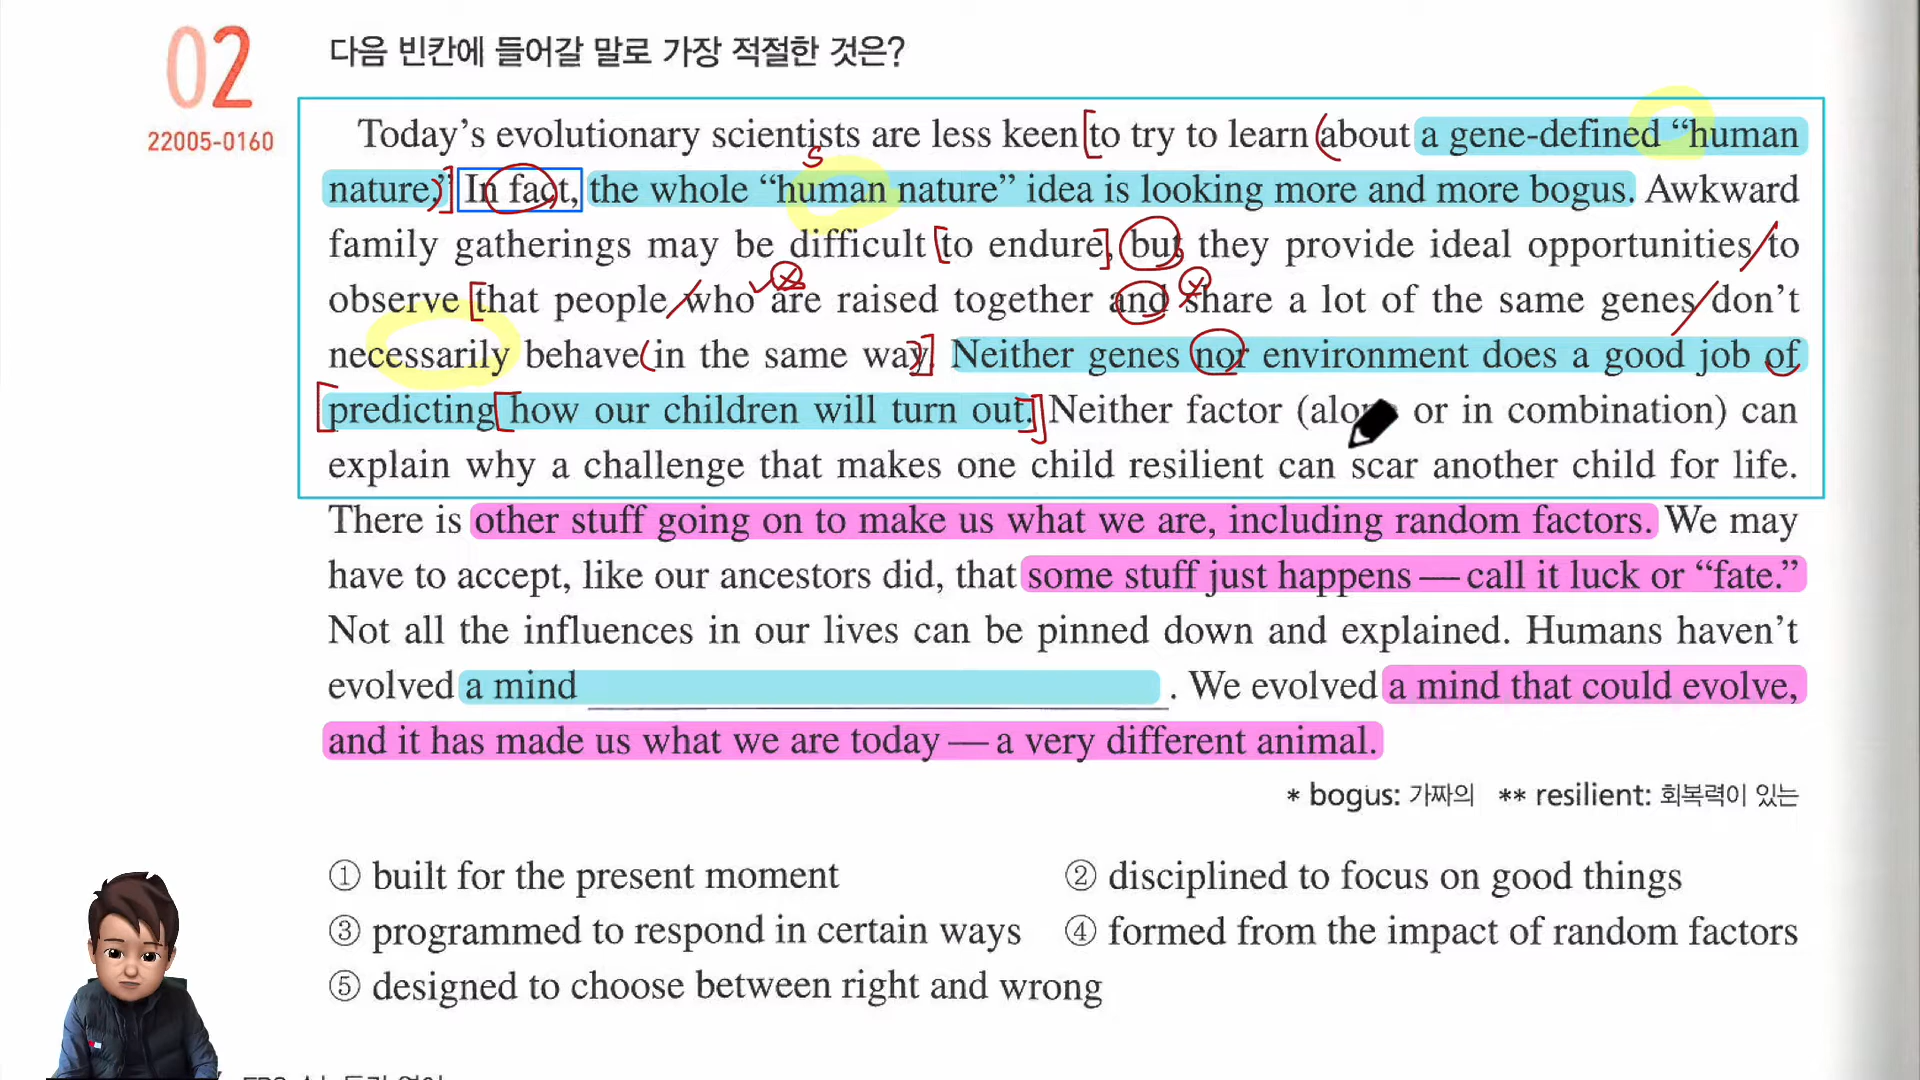 02
22005-0160
다음 빈칸에 들어갈 말로 가장 적절한 것은?
Today's evolutionary scientists are less keen to try to learn about a gene-defined “human
nature.” In fact, the whole “human nature” idea is looking more and more bogus. Awkward
family gatherings may be difficult to endure, but they provide ideal opportunities to
observe that people who are raised together and share a lot of the same genes don't
necessarily behave in the same way. Neither genes nor environment does a good job of
predicting how our children will turn out. Neither factor (alone or in combination) can
explain why a challenge that makes one child resilient can scar another child for life.
There is other stuff going on to make us what we are, including random factors. We may
have to accept, like our ancestors did, that some stuff just happens — call it luck or “fate.”
Not all the influences in our lives can be pinned down and explained. Humans haven't
evolved a mind ________. We evolved a mind that could evolve,
and it has made us what we are today — a very different animal.
* bogus: 가짜의 ** resilient: 회복력이 있는
① built for the present moment ② disciplined to focus on good things
③ programmed to respond in certain ways ④ formed from the impact of random factors
⑤ designed to choose between right and wrong